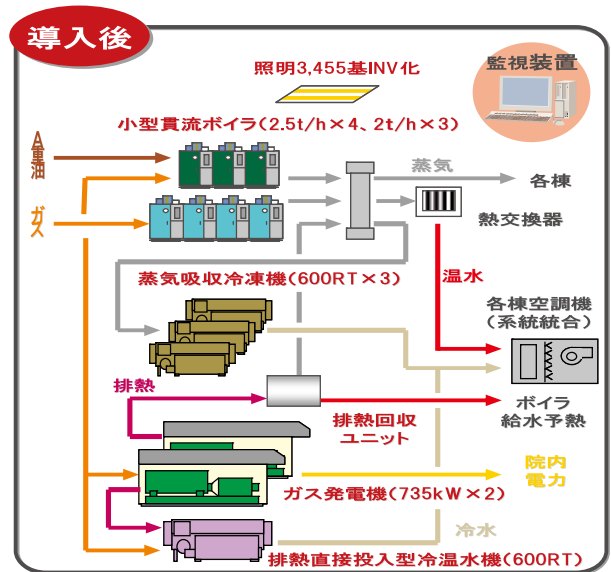 導入後
照明3,455基INV化
監視装置
小型貫流ボイラ(2.5t/h×4、2t/h×3)
A重油
蒸気
各棟
ガス
熱交換器
蒸気吸収冷凍機(600RT×3)
温水
各棟空調機
(系統統合)
排熱
排熱回収
ユニット
ボイラ
給水予熱
ガス発電機(735kW×2)
院内
電力
冷水
排熱直接投入型冷温水機(600RT)